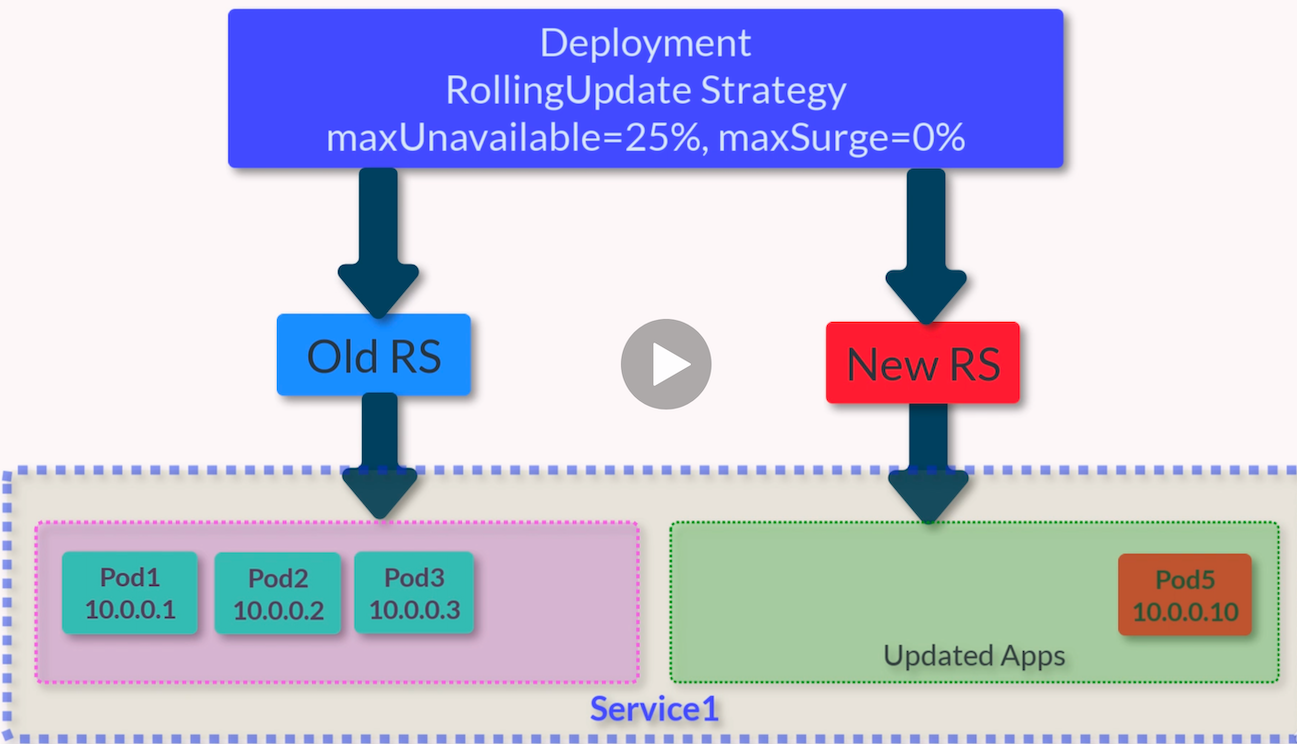 Deployment
RollingUpdate Strategy
maxUnavailable=25%, maxSurge=0%
Old RS
New RS
Pod1
10.0.0.1
Pod2
10.0.0.2
Pod3
10.0.0.3
Pod5
10.0.0.10
Updated Apps
Service1